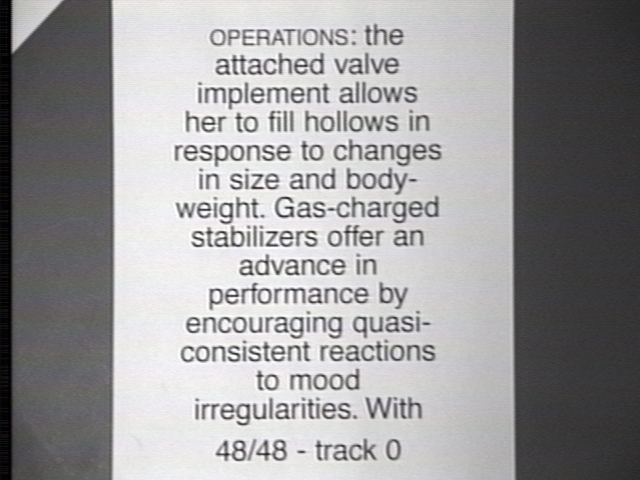 OPERATIONS: the
attached valve
implement allows
her to fill hollows in
response to changes
in size and body-
weight. Gas-charged
stabilizers offer an
advance in
performance by
encouraging quasi-
consistent reactions
to mood
irregularities. With
48/48 - track 0